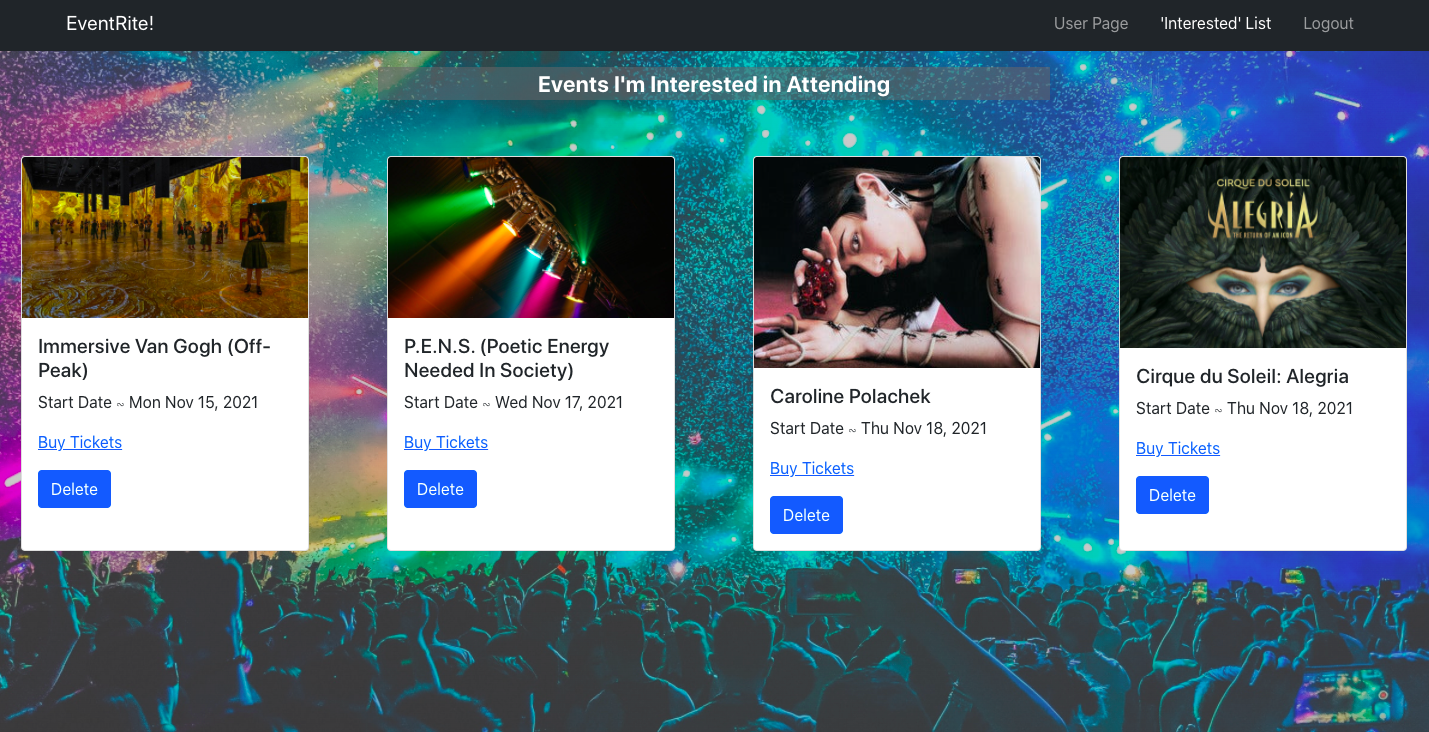 EventRite!
User Page
'Interested' List
Logout
Events I'm Interested in Attending
Immersive Van Gogh (Off-
Peak)
Start Date ~ Mon Nov 15, 2021
Buy Tickets
Delete
P.E.N.S. (Poetic Energy
Needed In Society)
Start Date ~ Wed Nov 17, 2021
Buy Tickets
Delete
Caroline Polachek
Start Date ~ Thu Nov 18, 2021
Buy Tickets
Delete
CIRQUE DU SOLEIL
ALEGRÍA
THE RETURN OF AN ICON
Cirque du Soleil: Alegria
Start Date ~ Thu Nov 18, 2021
Buy Tickets
Delete